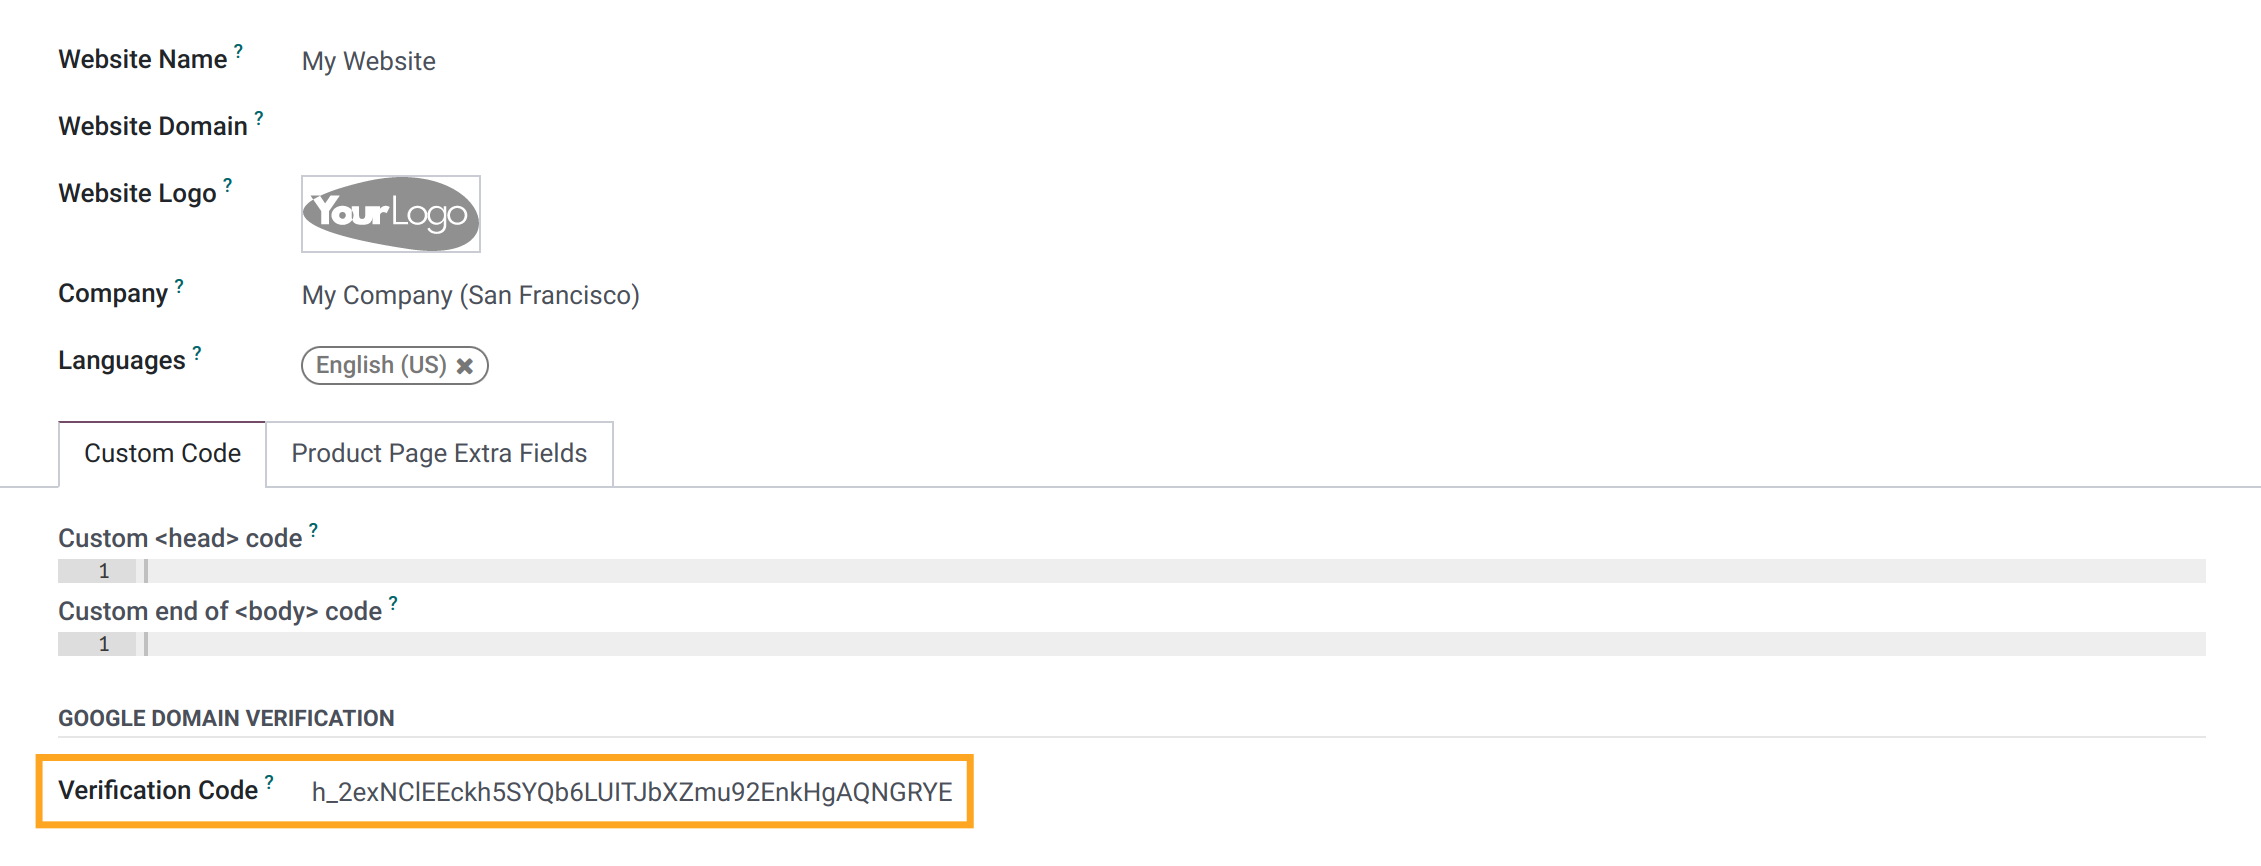 Website Name ?
My Website
Website Domain ?
Website Logo ?
YourLogo
Company ?
My Company (San Francisco)
Languages ?
English (US) ✖
Custom Code
Product Page Extra Fields
Custom <head> code ?
1
Custom end of <body> code ?
1
GOOGLE DOMAIN VERIFICATION
Verification Code ?
h_2exNClEEckh5SYQb6LUITJbXZmu92EnkHgAQNGRYE